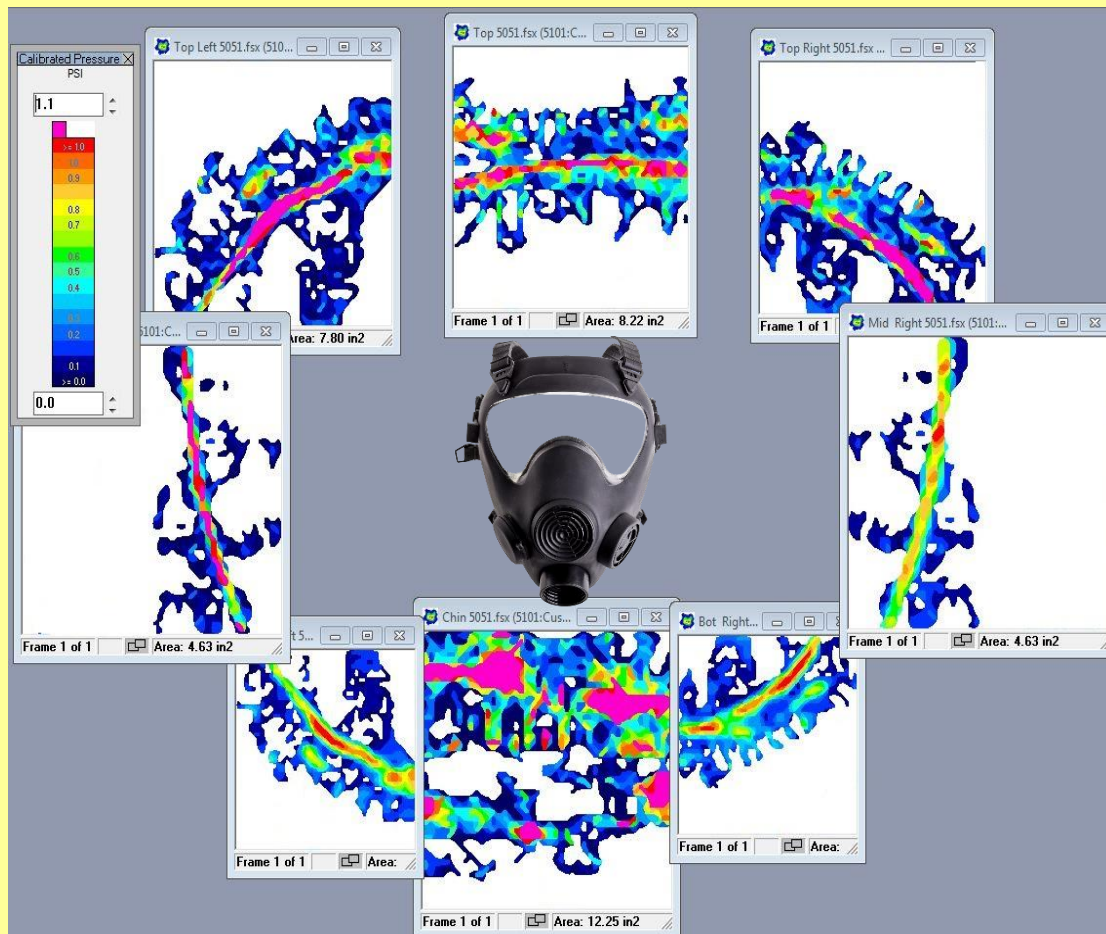 Top Left 5051.fsx (510...
Top 5051.fsx (5101:C...
Top Right 5051.fsx ...
Calibrated Pressure X
PSI
1.1
>= 1.0
1.0
0.9
0.8
0.7
0.6
0.5
0.4
0.3
0.2
0.1
>= 0.0
0.0
Area: 7.80 in2
Frame 1 of 1 Area: 8.22 in2
Frame 1 of 1
5101:C...
Mid Right 5051.fsx (5101:...
Frame 1 of 1 Area: 4.63 in2
Frame 1 of 1 Area: 4.63 in2
ft 5...
Chin 5051.fsx (5101:Cus...
Bot Right...
Frame 1 of 1 Area:
Frame 1 of 1 Area: 12.25 in2
Frame 1 of 1 Area: